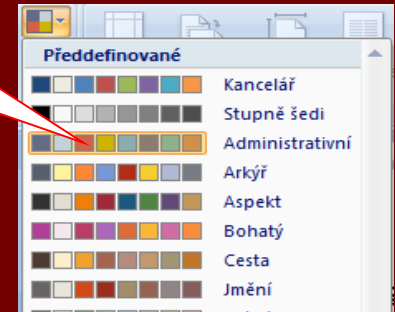 Předdefinované
Kancelář
Stupně šedi
Administrativní
Arkýř
Aspekt
Bohatý
Cesta
Jmění